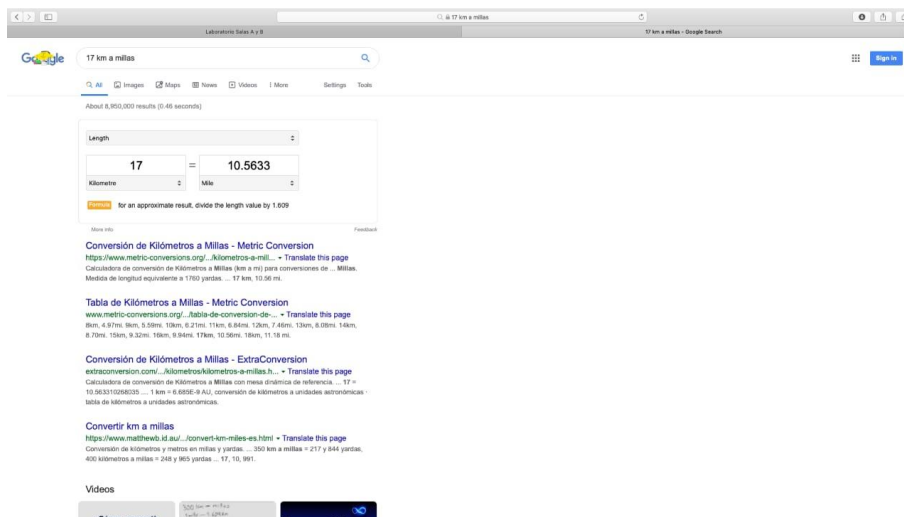 17 km a millas
Laboratorio Salas A y B
17 km a millas - Google Search
Google
17 km a millas
Sign in
All Images Maps News Videos More Settings Tools
About 8,950,000 results (0.46 seconds)
Length
17 = 10.5633
Kilometre Mile
Formula for an approximate result, divide the length value by 1.609
More info Feedback
Conversión de Kilómetros a Millas - Metric Conversion
https://www.metric-conversions.org/.../kilometros-a-mill... Translate this page
Calculadora de conversión de Kilómetros a Millas (km a mi) para conversiones de ... Millas.
Medida de longitud equivalente a 1760 yardas. ... 17 km, 10.56 mi.
Tabla de Kilómetros a Millas - Metric Conversion
www.metric-conversions.org/.../tabla-de-conversion-de-... Translate this page
8km, 4.97mi. 9km, 5.59mi. 10km, 6.21mi. 11km, 6.84mi. 12km, 7.46mi. 13km, 8.08mi. 14km,
8.70mi. 15km, 9.32mi. 16km, 9.94mi. 17km, 10.56mi. 18km, 11.18 mi.
Conversión de Kilómetros a Millas - ExtraConversion
extraconversion.com/.../kilometros/kilometros-a-millas.h... Translate this page
Calculadora de conversión de Kilómetros a Millas con mesa dinámica de referencia. ... 17 =
10.563310268035 .... 1 km = 6.685E-9 AU, conversión de kilómetros a unidades astronómicas ·
tabla de kilómetros a unidades astronómicas.
Convertir km a millas
https://www.matthewb.id.au/.../convert-km-miles-es.html Translate this page
Conversión de kilómetros y metros en millas y yardas. ... 350 km a millas = 217 y 844 yardas,
400 kilómetros a millas = 248 y 965 yardas ... 17, 10, 991.
Videos